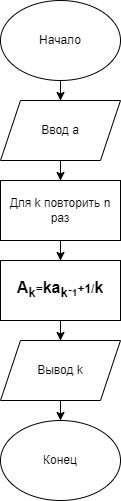 Начало
Ввод a
Для k повторить n
раз
Aₖ=kaₖ₋₁+1/k
Вывод k
Конец